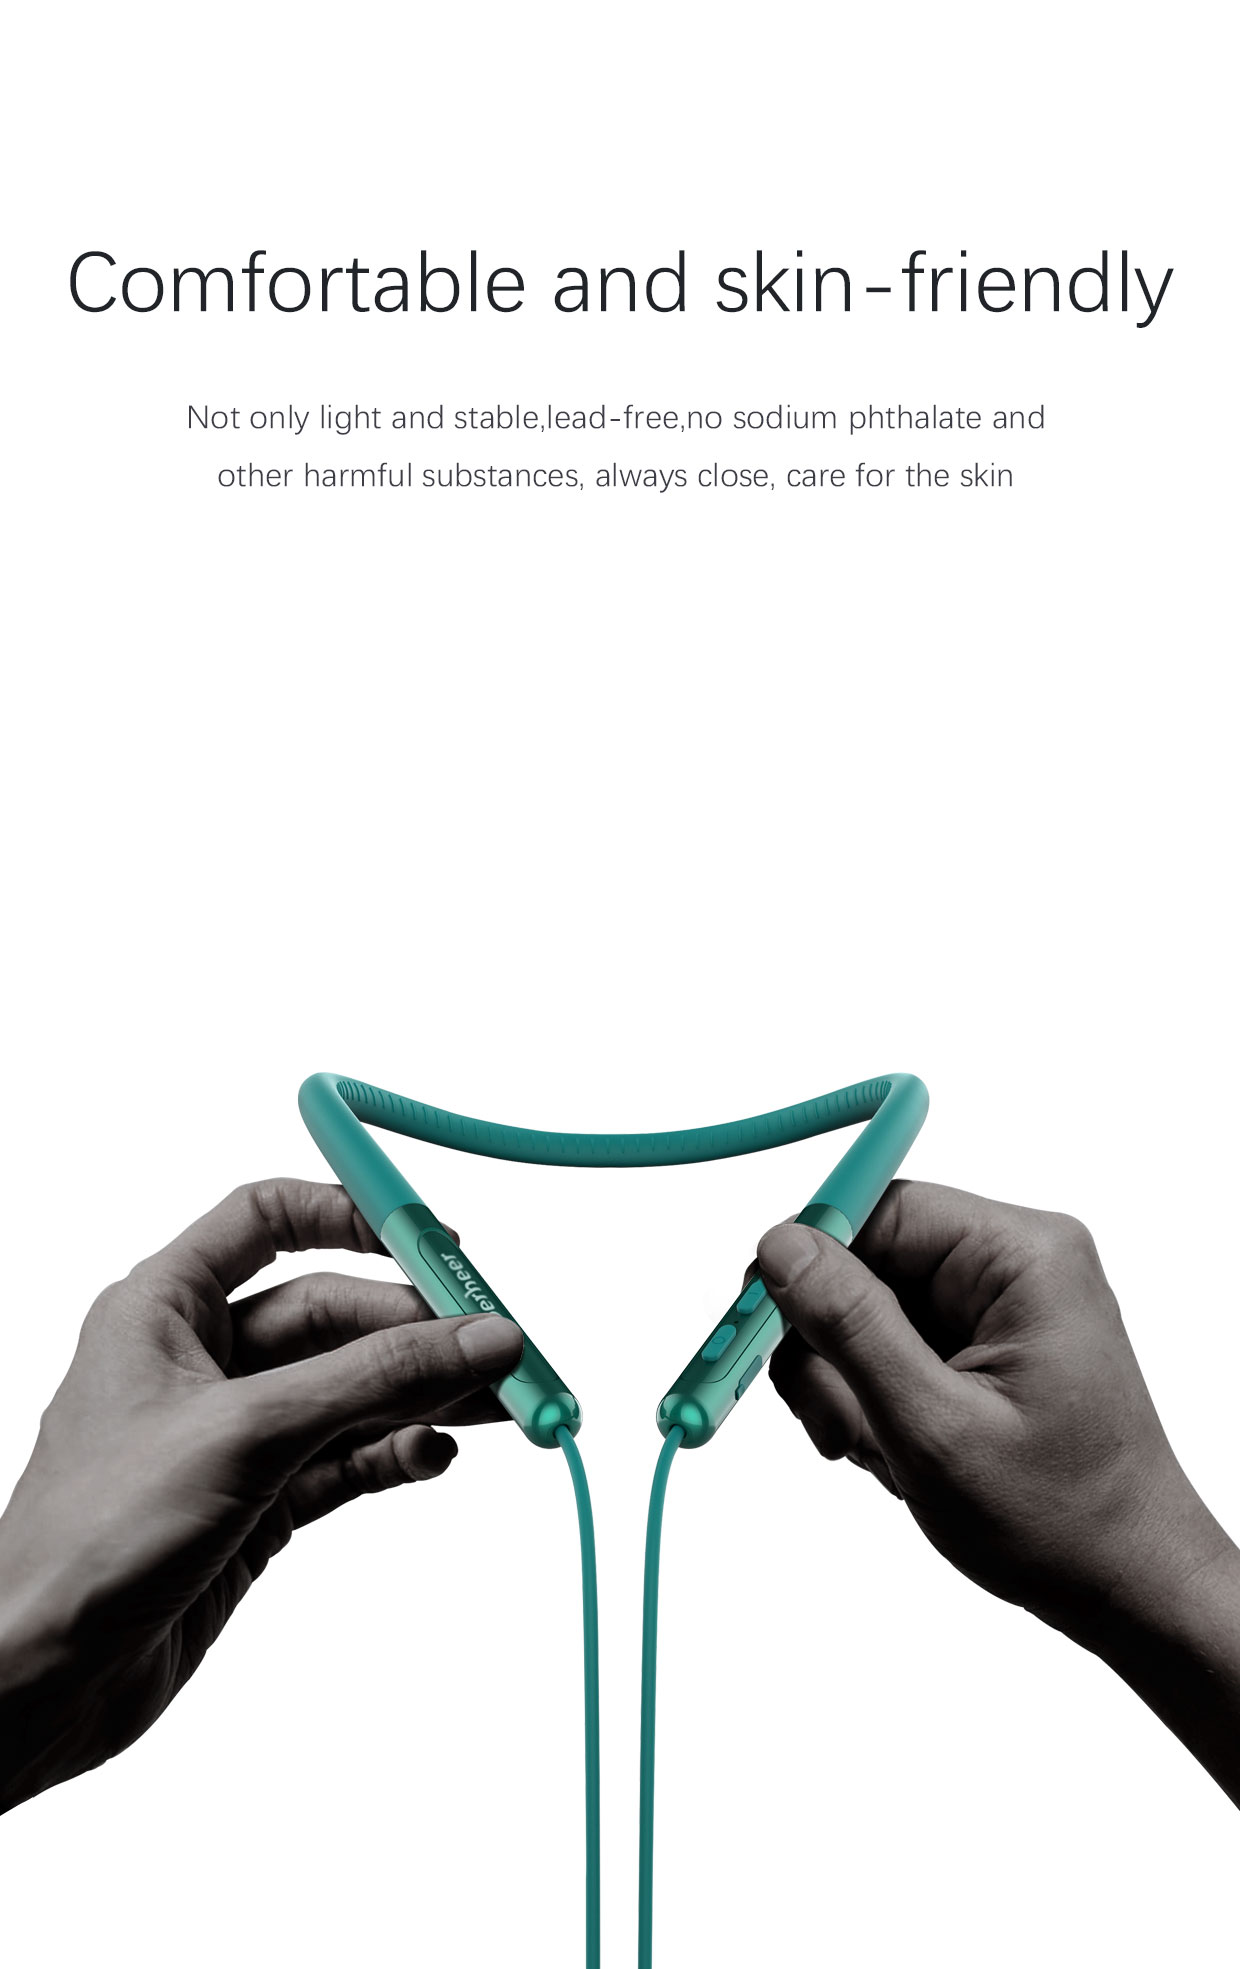 Comfortable and skin-friendly
Not only light and stable,lead-free,no sodium phthalate and
other harmful substances, always close, care for the skin